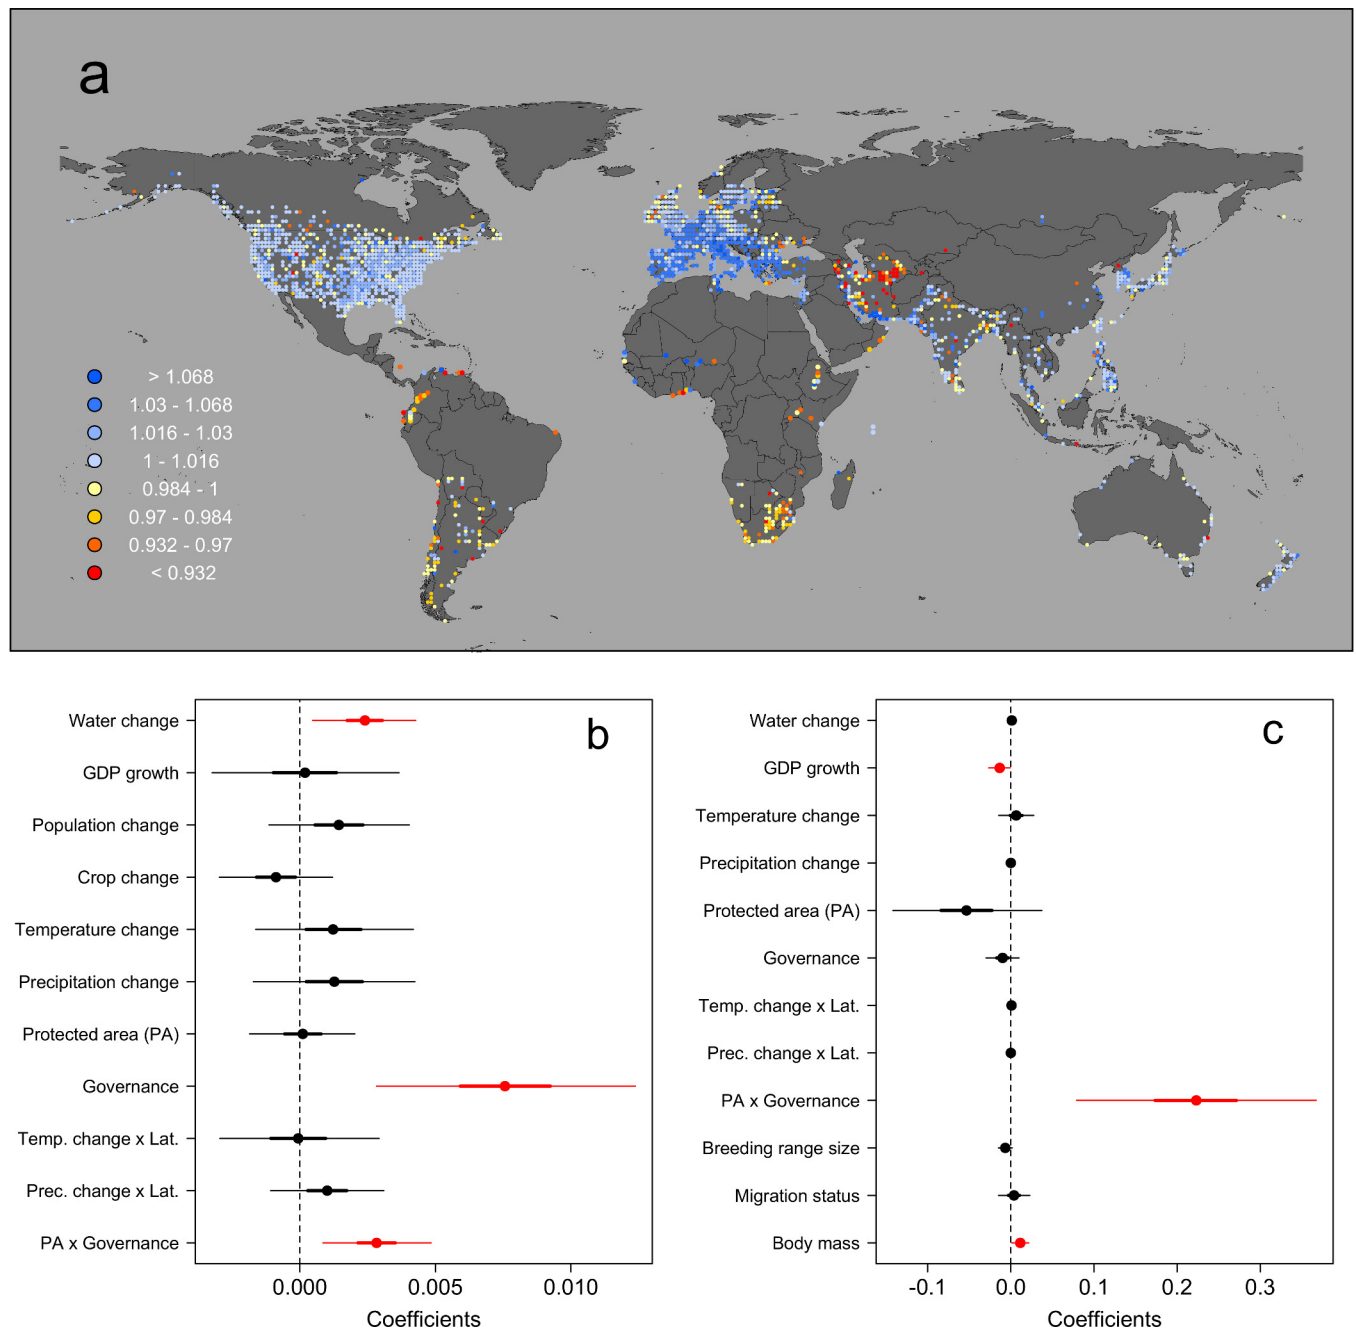 a
> 1.068
1.03 - 1.068
1.016 - 1.03
1 - 1.016
0.984 - 1
0.97 - 0.984
0.932 - 0.97
< 0.932
b
Water change
GDP growth
Population change
Crop change
Temperature change
Precipitation change
Protected area (PA)
Governance
Temp. change x Lat.
Prec. change x Lat.
PA x Governance
0.000 0.005 0.010
Coefficients
c
Water change
GDP growth
Temperature change
Precipitation change
Protected area (PA)
Governance
Temp. change x Lat.
Prec. change x Lat.
PA x Governance
Breeding range size
Migration status
Body mass
-0.1 0.0 0.1 0.2 0.3
Coefficients